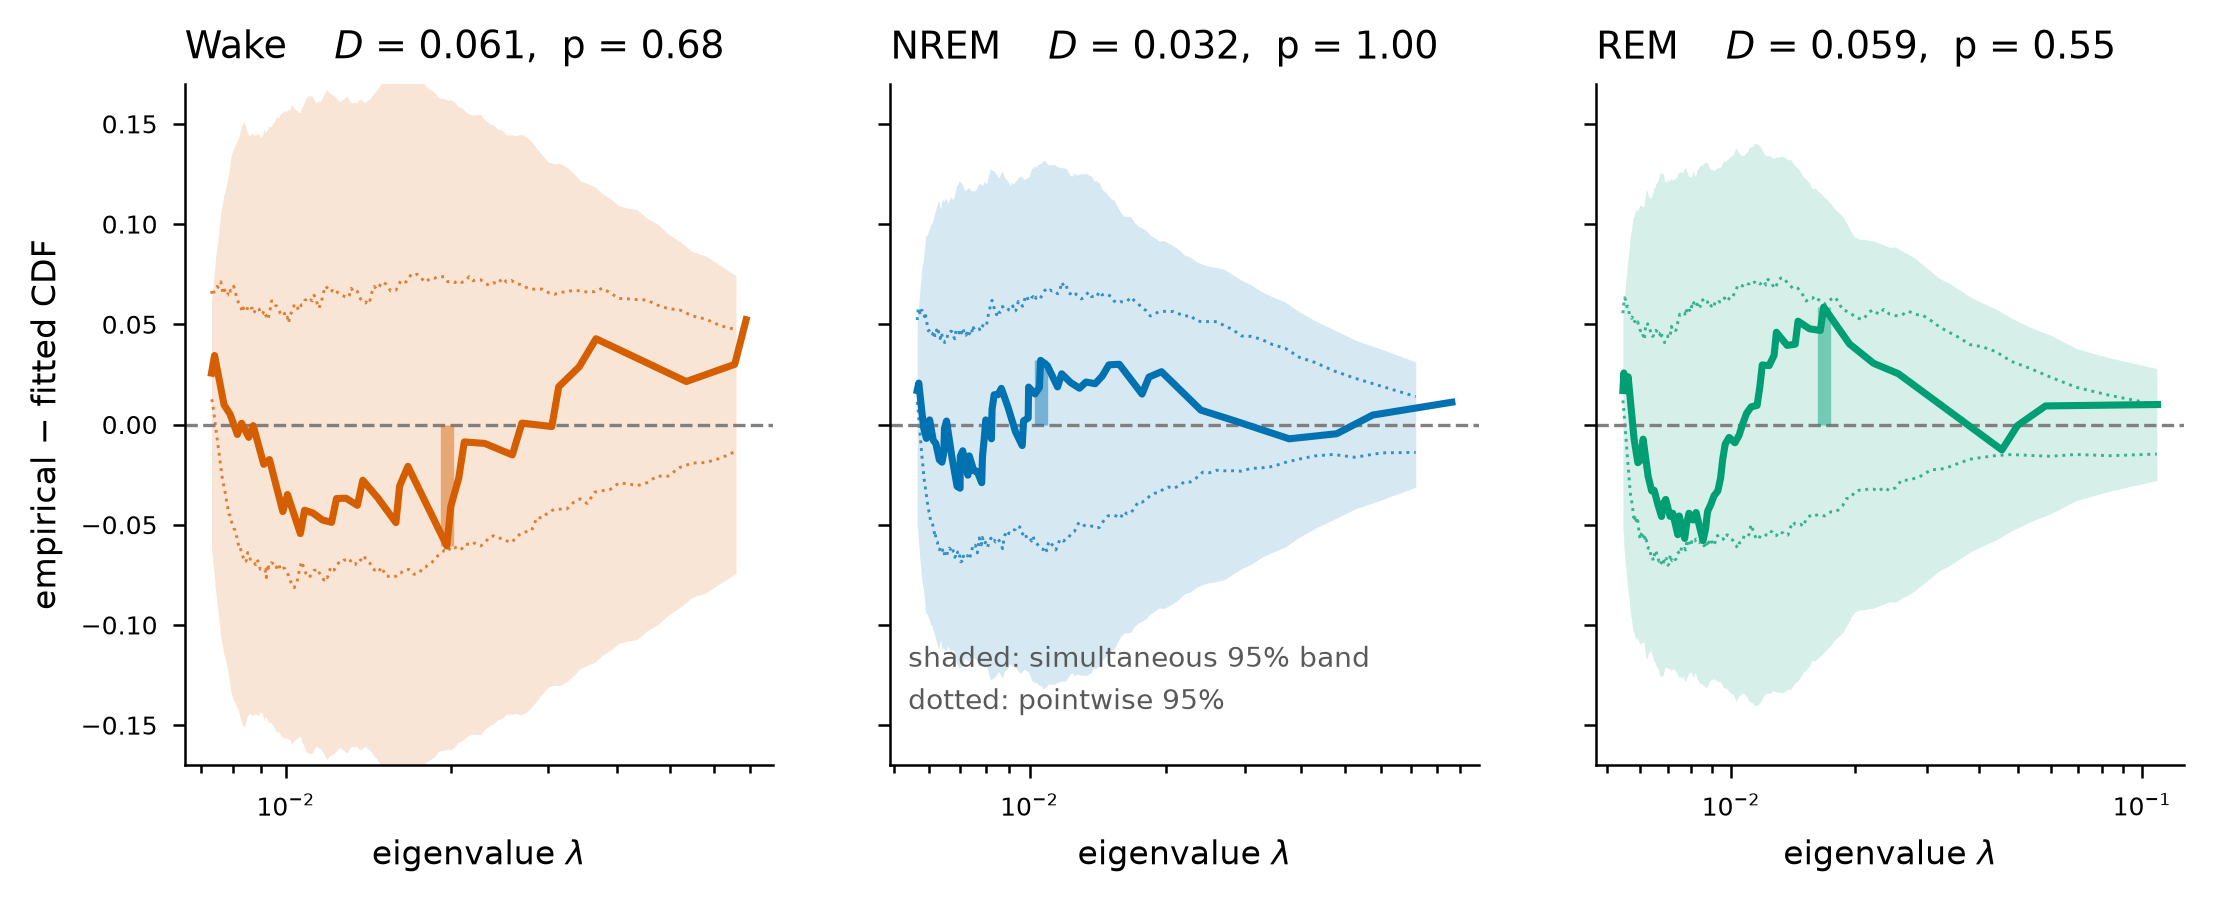 Wake D = 0.061, p = 0.68
NREM D = 0.032, p = 1.00
REM D = 0.059, p = 0.55
empirical − fitted CDF
0.15
0.10
0.05
0.00
−0.05
−0.10
−0.15
shaded: simultaneous 95% band
dotted: pointwise 95%
10⁻²
10⁻²
10⁻²
10⁻¹
eigenvalue λ
eigenvalue λ
eigenvalue λ